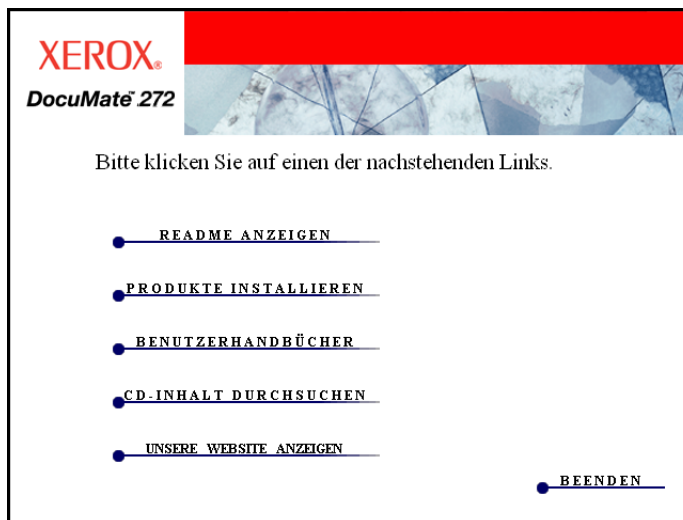 XEROX®
DocuMate™ 272
Bitte klicken Sie auf einen der nachstehenden Links.
README ANZEIGEN
PRODUKTE INSTALLIEREN
BENUTZERHANDBÜCHER
CD-INHALT DURCHSUCHEN
UNSERE WEBSITE ANZEIGEN
BEENDEN